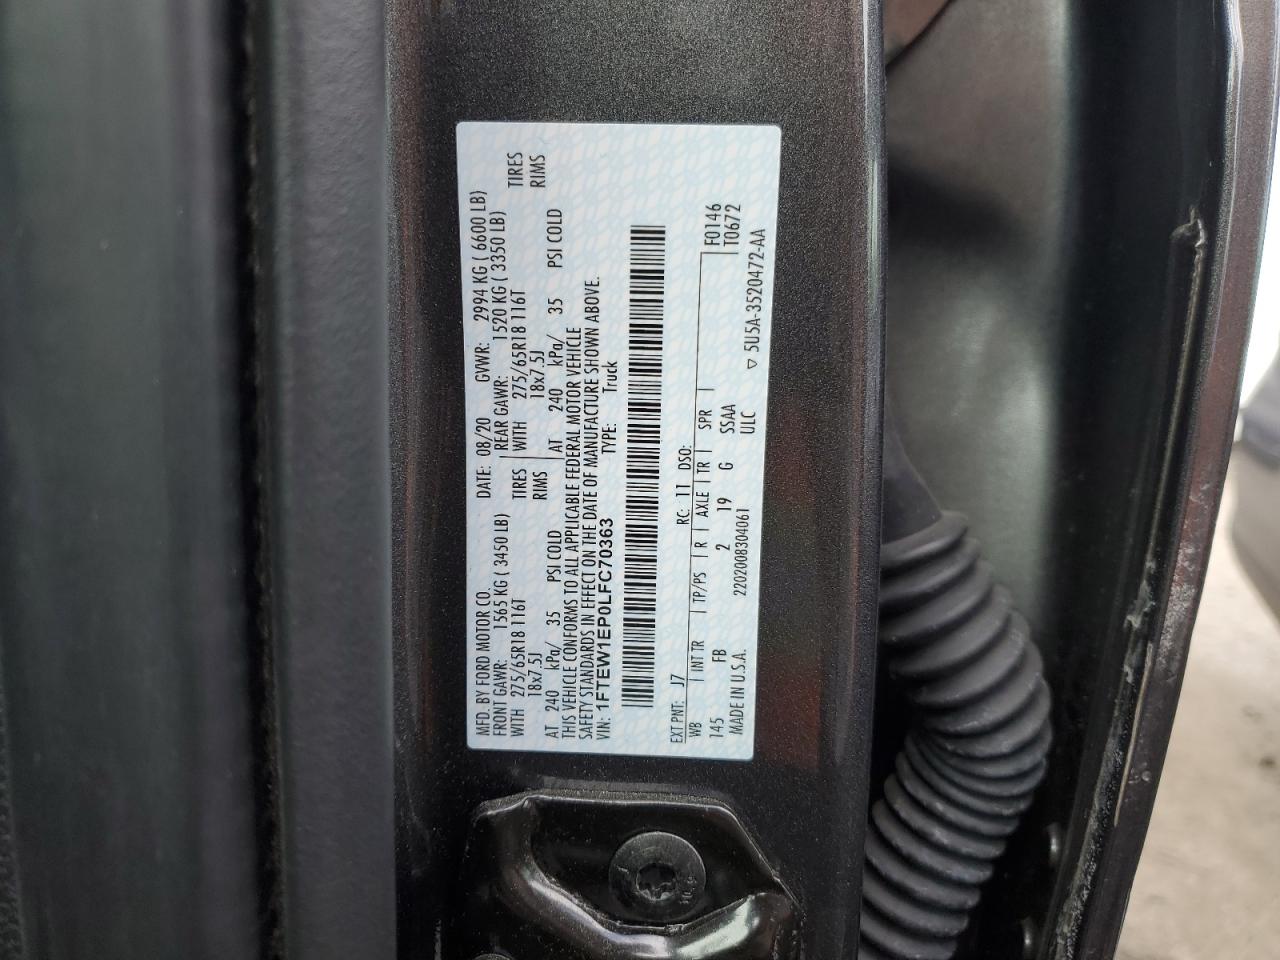 MFD. BY FORD MOTOR CO. DATE: 08/20 GVWR: 2994 KG ( 6600 LB)
FRONT GAWR: 1565 KG ( 3450 LB) REAR GAWR: 1520 KG ( 3350 LB)
WITH 275/65R18 116T TIRES WITH 275/65R18 116T TIRES
18x7.5J RIMS 18x7.5J RIMS
AT 240 kPa/ 35 PSI COLD AT 240 kPa/ 35 PSI COLD
THIS VEHICLE CONFORMS TO ALL APPLICABLE FEDERAL MOTOR VEHICLE
SAFETY STANDARDS IN EFFECT ON THE DATE OF MANUFACTURE SHOWN ABOVE.
VIN: 1FTEW1EP0LFC70363 TYPE: Truck
EXT PNT: J7 RC: 11 DSO:
WB INT TR TP/PS R AXLE TR SPR F0146
145 FB 2 19 G SSAA T0672
MADE IN U.S.A. 220200830406​1 ULC ▽ 5U5A-3520472-AA